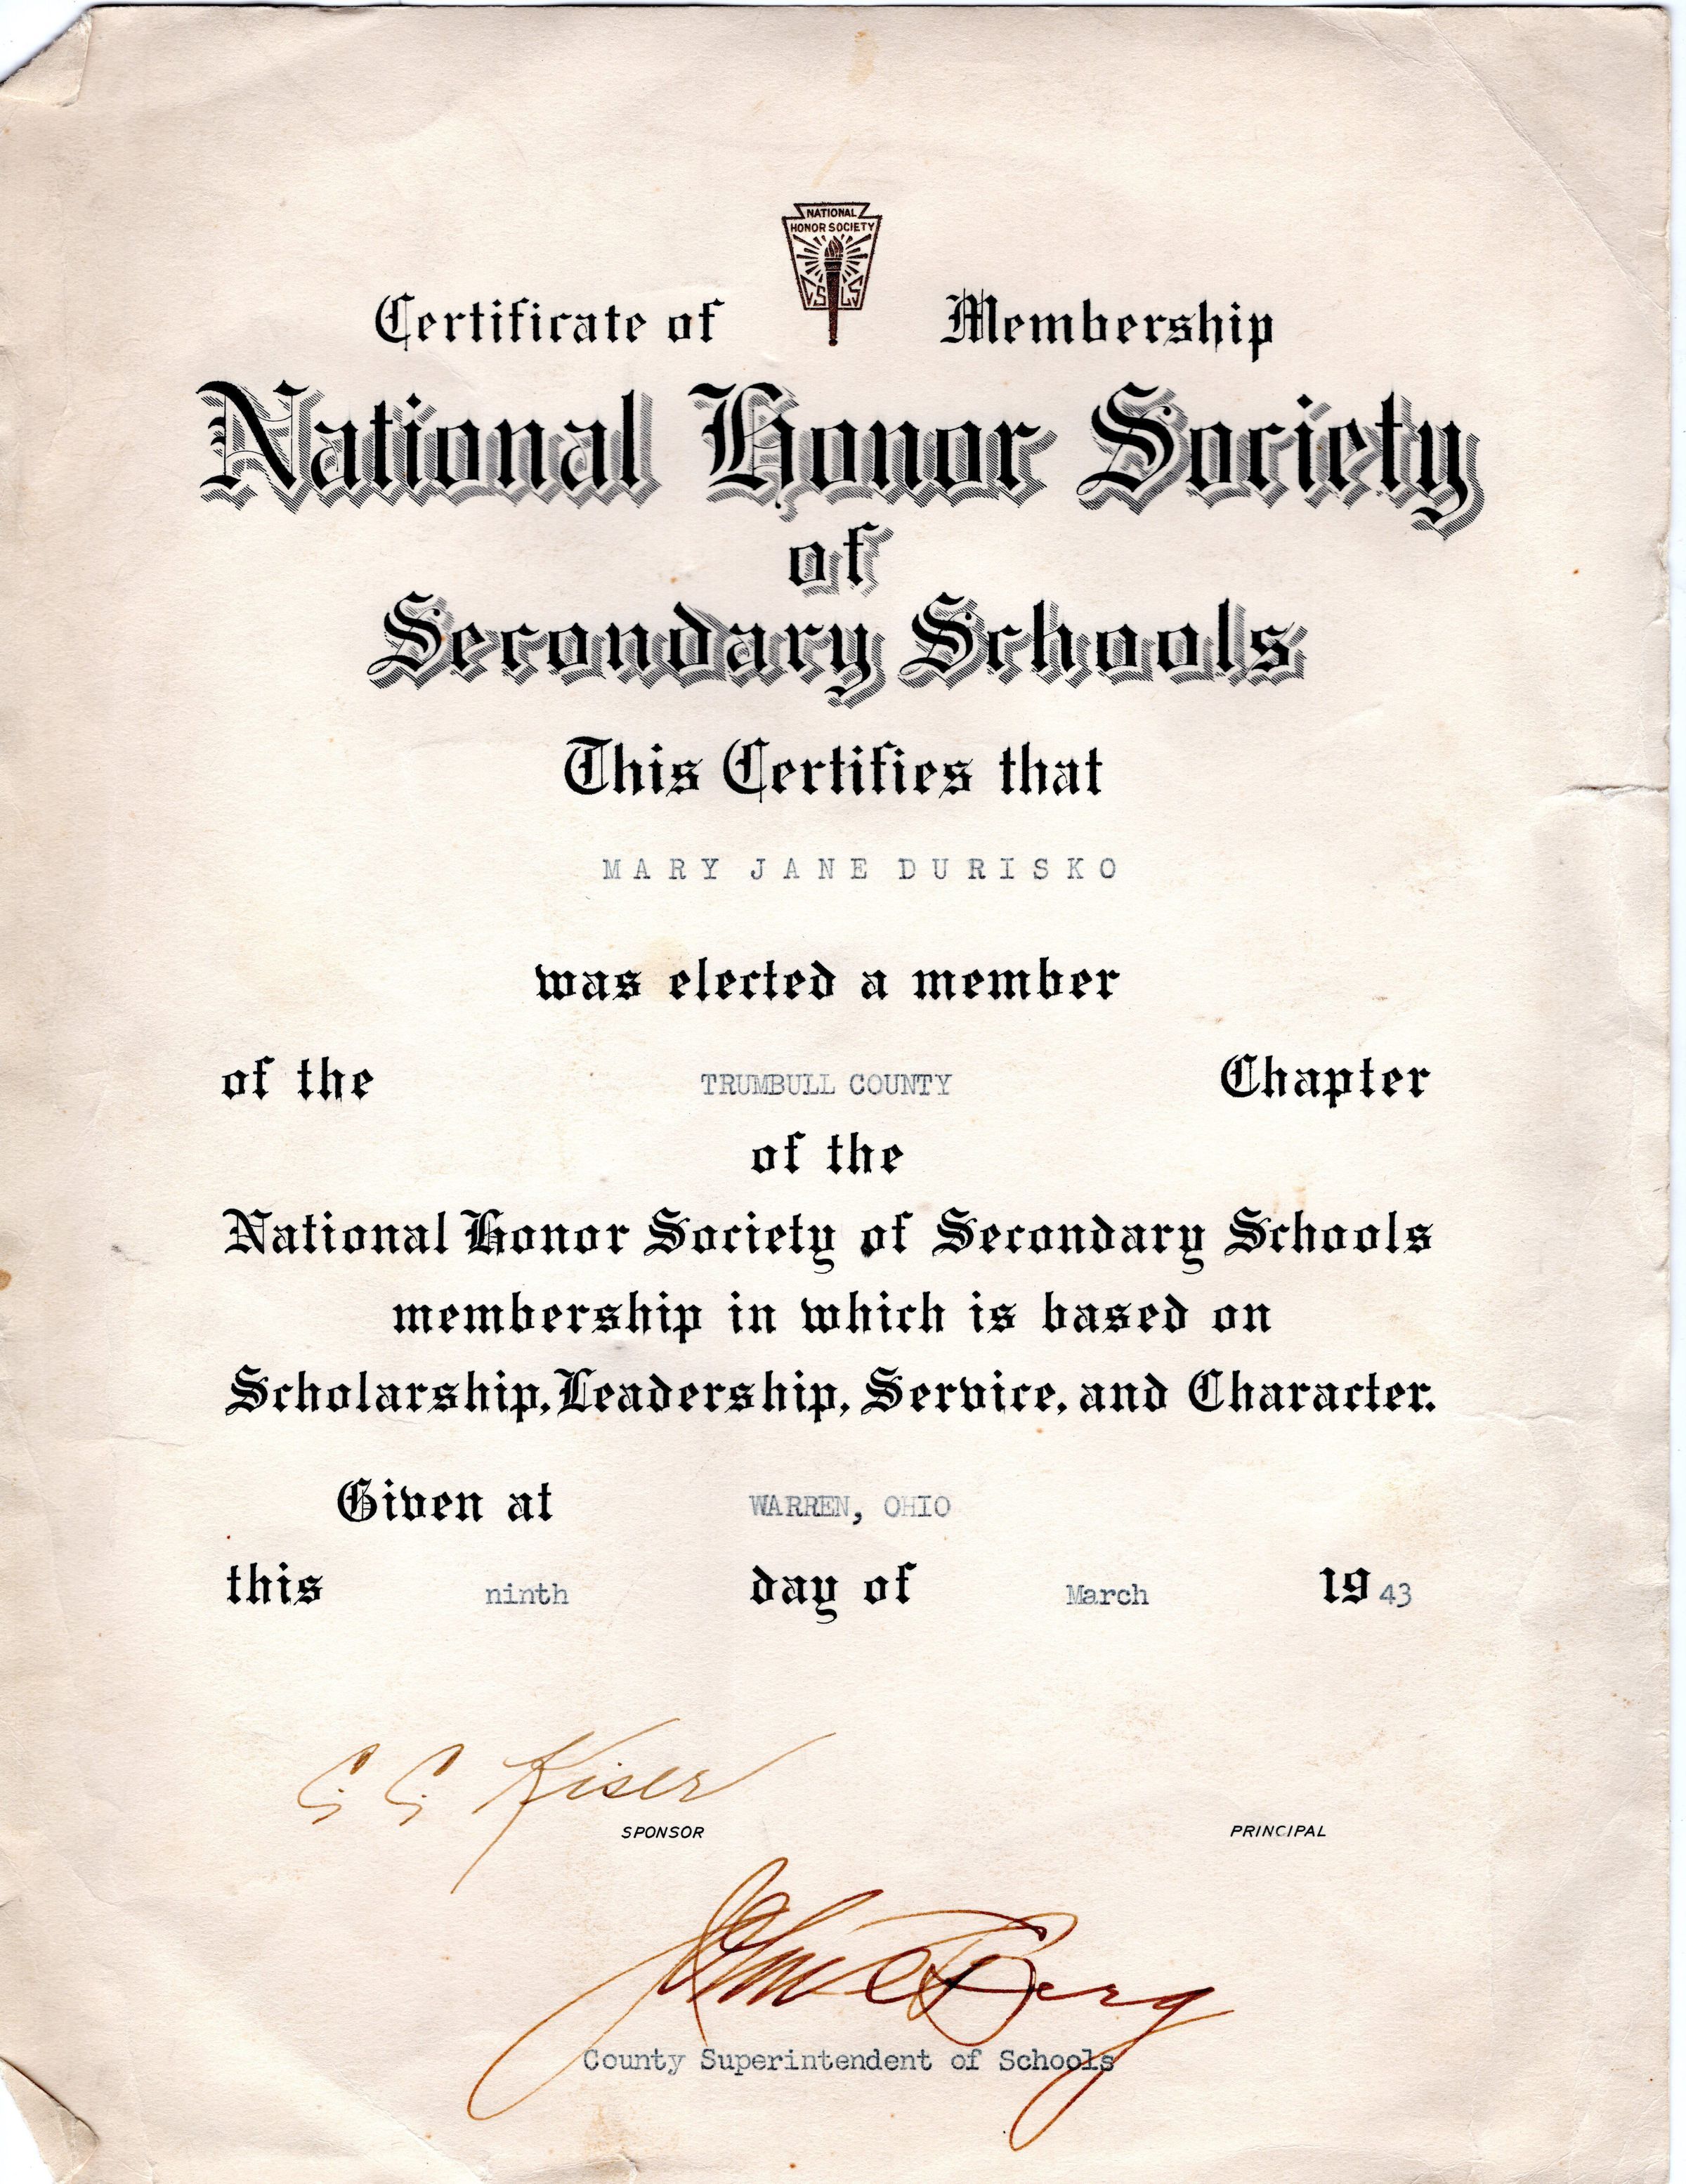 NATIONAL
HONOR SOCIETY
C S L S
Certificate of Membership
National Honor Society
of
Secondary Schools
This Certifies that
MARY JANE DURISKO
was elected a member
of the TRUMBULL COUNTY Chapter
of the
National Honor Society of Secondary Schools
membership in which is based on
Scholarship, Leadership, Service, and Character.
Given at WARREN, OHIO
this ninth day of March 1943
C. C. Kiser
SPONSOR PRINCIPAL
Berg
County Superintendent of Schools